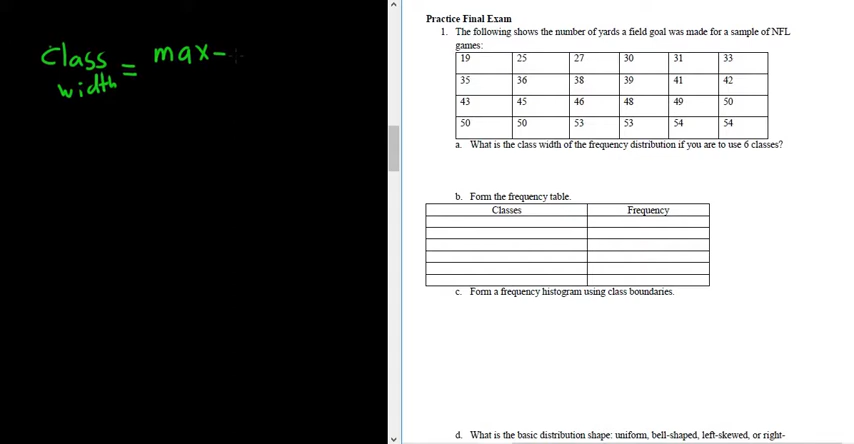 Class
width = max –
Practice Final Exam
1. The following shows the number of yards a field goal was made for a sample of NFL
games:
19 25 27 30 31 33
35 36 38 39 41 42
43 45 46 48 49 50
50 50 53 53 54 54
a. What is the class width of the frequency distribution if you are to use 6 classes?
b. Form the frequency table.
Classes Frequency
c. Form a frequency histogram using class boundaries.
d. What is the basic distribution shape: uniform, bell-shaped, left-skewed, or right-